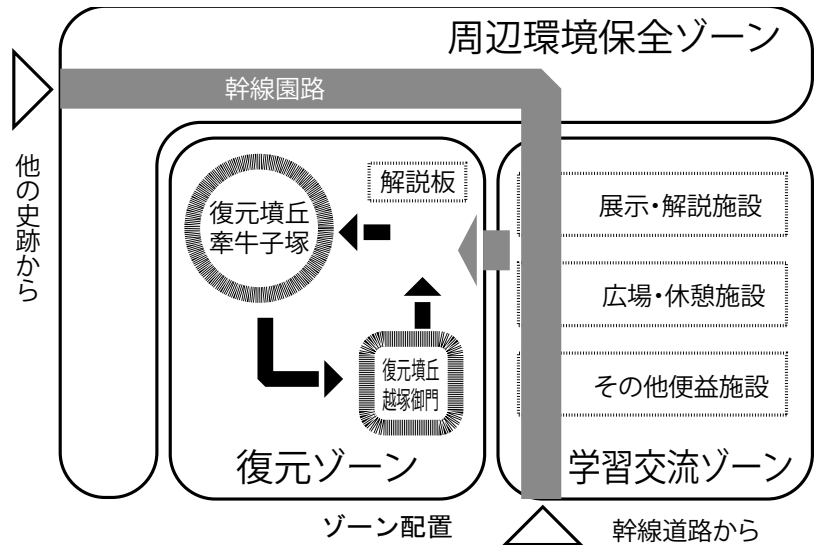 周辺環境保全ゾーン
幹線園路
他の史跡から
解説板
復元墳丘
牽牛子塚
展示・解説施設
広場・休憩施設
復元墳丘
越塚御門
その他便益施設
復元ゾーン
学習交流ゾーン
ゾーン配置
幹線道路から